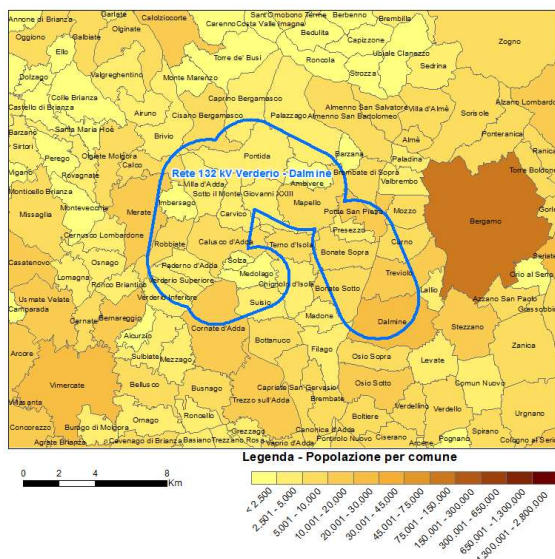 Annone di Brianza
Garlate
Calolziocorte
Sant'Omobono Terme
Berbenno
Brembilla
Oggiono
Galbiate
Olginate
Carenno
Costa Valle Imagna
Bedulita
Capizzone
Zogno
Ello
Torre de' Busi
Roncola
Ubiale Clanezzo
Dolzago
Valgreghentino
Monte Marenzo
Strozza
Sedrina
Colle Brianza
Castello di Brianza
Airuno
Caprino Bergamasco
Almenno San Salvatore
Villa d'Almè
Alzano Lombardo
Cisano Bergamasco
Palazzago
Almenno San Bartolomeo
Sorisole
Barzano
Santa Maria Hoè
Brivio
Almè
Ponteranica
Sirtori
Perego
Olgiate Molgora
Pontida
Barzana
Paladina
Ranica
Calco
Rete 132 kV Verderio - Dalmine
Brembate di Sopra
Valbrembo
Torre Boldone
Rovagnate
Villa d'Adda
Ambivere
Monticello Brianza
Imbersago
Sotto il Monte Giovanni XXIII
Mapello
Missaglia
Montevecchia
Merate
Carvico
Ponte San Pietro
Mozzo
Bergamo
Cernusco Lombardone
Presezzo
Robbiate
Calusco d'Adda
Terno d'Isola
Curno
Casatenovo
Osnago
Solza
Bonate Sopra
Seriate
Lomagna
Paderno d'Adda
Medolago
Treviolo
Orio al Serio
Ronco Briantino
Verderio Superiore
Chignolo d'Isola
Bonate Sotto
Lallio
Usmate Velate
Verderio Inferiore
Suisio
Azzano San Paolo
Camparada
Bernareggio
Madone
Dalmine
Grassobbio
Cornate d'Adda
Stezzano
Aicurzio
Bottanuco
Zanica
Arcore
Sulbiate
Mezzago
Filago
Osio Sopra
Levate
Vimercate
Bellusco
Busnago
Capriate San Gervasio
Osio Sotto
Comun Nuovo
Trezzo sull'Adda
Brembate
Verdellino
Verdello
Ornago
Roncello
Boltiere
Urgnano
Concorezzo
Burago di Molgora
Grezzago
Canonica d'Adda
Ciserano
Spirano
Agrate Brianza
Cavenago di Brianza
Basiano
Trezzano Rosa
Vaprio d'Adda
Pontirolo Nuovo
Arcene
Pognano
Cologno al Serio
Legenda - Popolazione per comune
0 2 4 8
Km
< 2.500
2.501 - 5.000
5.001 - 10.000
10.001 - 20.000
20.001 - 30.000
30.001 - 45.000
45.001 - 75.000
75.001 - 150.000
150.001 - 300.000
300.001 - 650.000
650.001 - 1.300.000
1.300.001 - 2.800.000